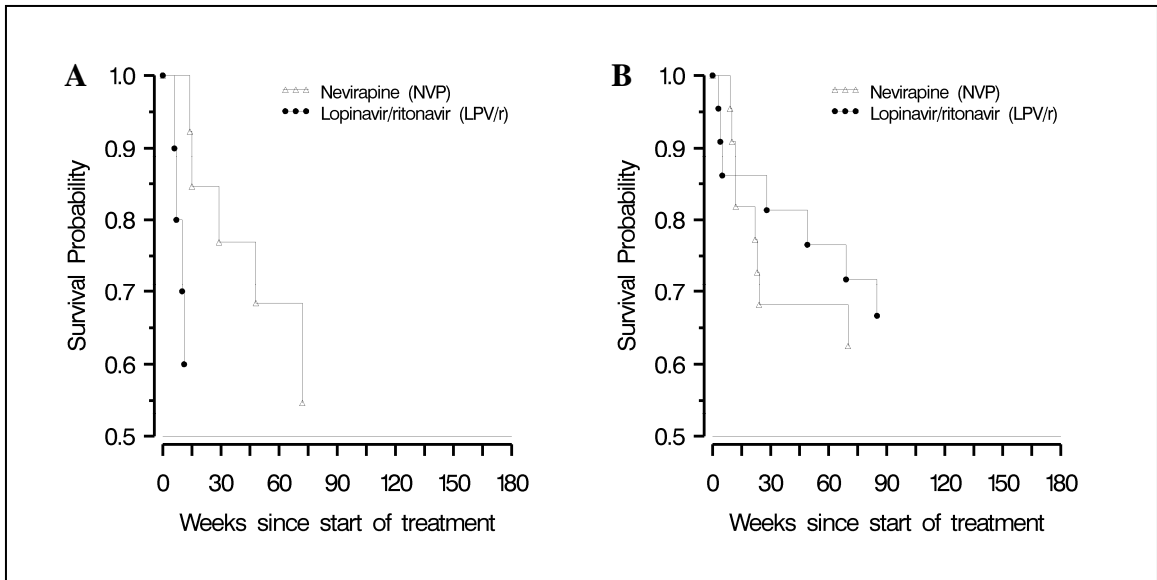 A
1.0
0.9
0.8
0.7
0.6
0.5
Survival Probability
Nevirapine (NVP)
Lopinavir/ritonavir (LPV/r)
0 30 60 90 120 150 180
Weeks since start of treatment
B
1.0
0.9
0.8
0.7
0.6
0.5
Survival Probability
Nevirapine (NVP)
Lopinavir/ritonavir (LPV/r)
0 30 60 90 120 150 180
Weeks since start of treatment